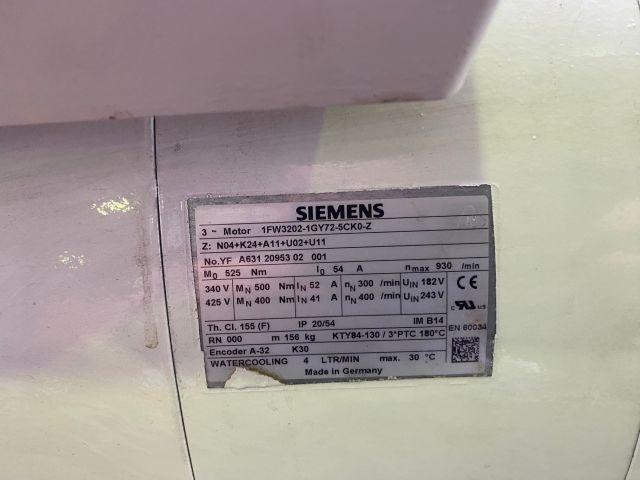 SIEMENS
3 ~ Motor 1FW3202-1GY72-5CK0-Z
Z: N04+K24+A11+U02+U11
No.YF A631 20953 02 001
M0 525 Nm I0 54 A nmax 930 /min
340 V MN 500 Nm IN 52 A nN 300 /min UIN 182V
425 V MN 400 Nm IN 41 A nN 400 /min UIN 243V
CE
c UR us
Th. Cl. 155 (F) IP 20/54 IM B14
EN 60034
RN 000 m 156 kg KTY84-130 / 3*PTC 180°C
Encoder A-32 K30
WATERCOOLING 4 LTR/MIN max. 30 °C
Made in Germany